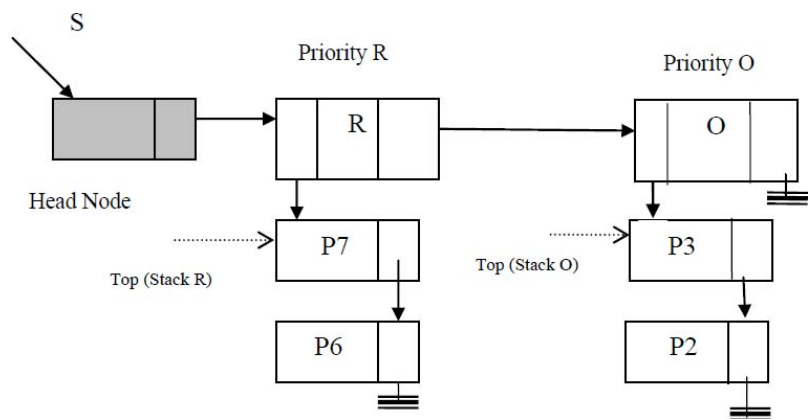 S
Priority R
Priority O
R
O
Head Node
P7
P3
Top (Stack R)
Top (Stack O)
P6
P2